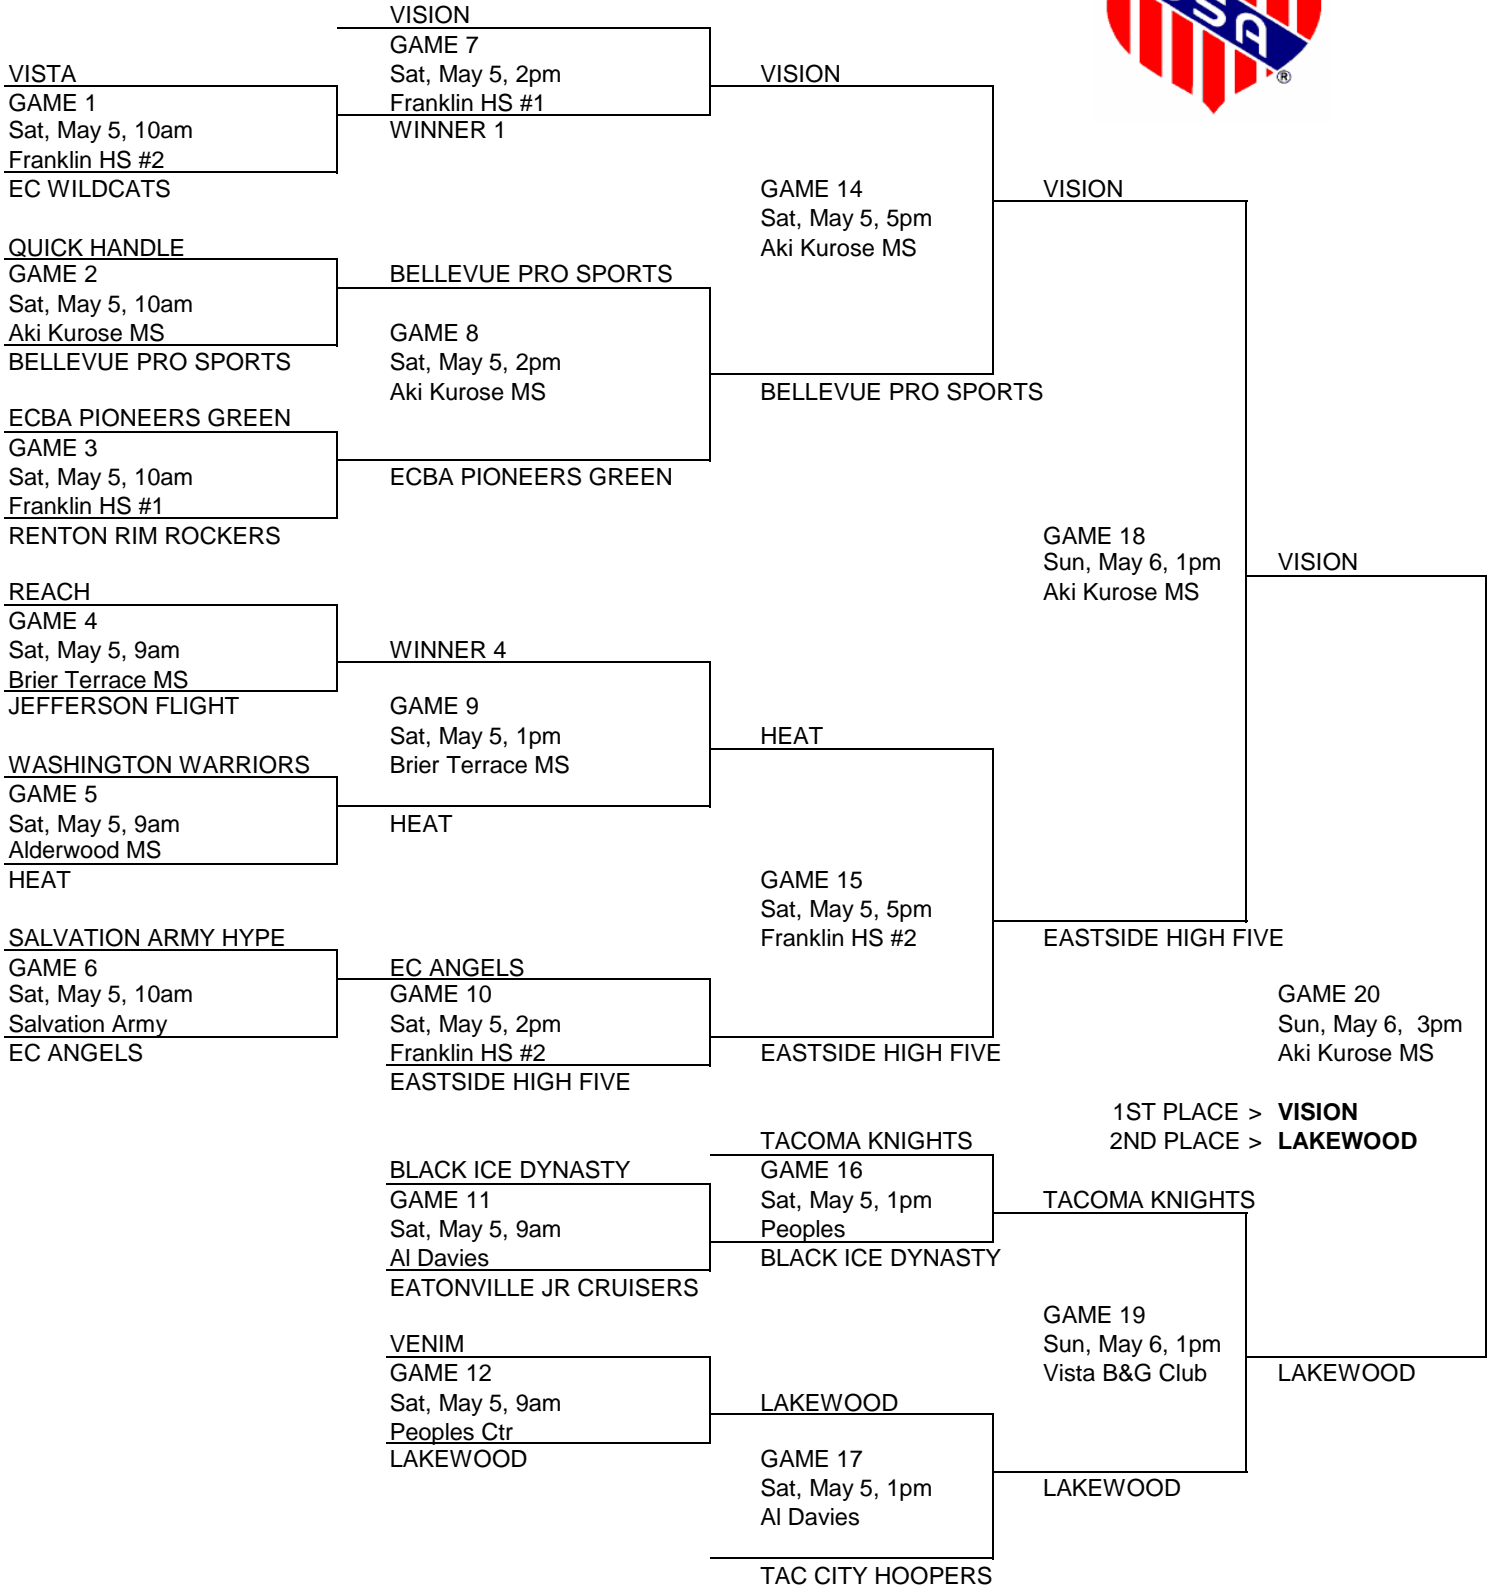 VISION
GAME 7
Sat, May 5, 2pm
Franklin HS #1
WINNER 1
VISTA
GAME 1
Sat, May 5, 10am
Franklin HS #2
EC WILDCATS
QUICK HANDLE
GAME 2
Sat, May 5, 10am
Aki Kurose MS
BELLEVUE PRO SPORTS
BELLEVUE PRO SPORTS
GAME 8
Sat, May 5, 2pm
Aki Kurose MS
ECBA PIONEERS GREEN
ECBA PIONEERS GREEN
GAME 3
Sat, May 5, 10am
Franklin HS #1
RENTON RIM ROCKERS
REACH
GAME 4
Sat, May 5, 9am
Brier Terrace MS
JEFFERSON FLIGHT
WINNER 4
GAME 9
Sat, May 5, 1pm
Brier Terrace MS
HEAT
WASHINGTON WARRIORS
GAME 5
Sat, May 5, 9am
Alderwood MS
HEAT
SALVATION ARMY HYPE
GAME 6
Sat, May 5, 10am
Salvation Army
EC ANGELS
EC ANGELS
GAME 10
Sat, May 5, 2pm
Franklin HS #2
EASTSIDE HIGH FIVE
BLACK ICE DYNASTY
GAME 11
Sat, May 5, 9am
Al Davies
EATONVILLE JR CRUISERS
VENIM
GAME 12
Sat, May 5, 9am
Peoples Ctr
LAKEWOOD
VISION
GAME 14
Sat, May 5, 5pm
Aki Kurose MS
BELLEVUE PRO SPORTS
HEAT
GAME 15
Sat, May 5, 5pm
Franklin HS #2
EASTSIDE HIGH FIVE
TACOMA KNIGHTS
GAME 16
Sat, May 5, 1pm
Peoples
BLACK ICE DYNASTY
LAKEWOOD
GAME 17
Sat, May 5, 1pm
Al Davies
TAC CITY HOOPERS
VISION
GAME 18
Sun, May 6, 1pm
Aki Kurose MS
EASTSIDE HIGH FIVE
TACOMA KNIGHTS
GAME 19
Sun, May 6, 1pm
Vista B&G Club
LAKEWOOD
VISION
GAME 20
Sun, May 6, 3pm
Aki Kurose MS
1ST PLACE > VISION
2ND PLACE > LAKEWOOD
LAKEWOOD
SA
®